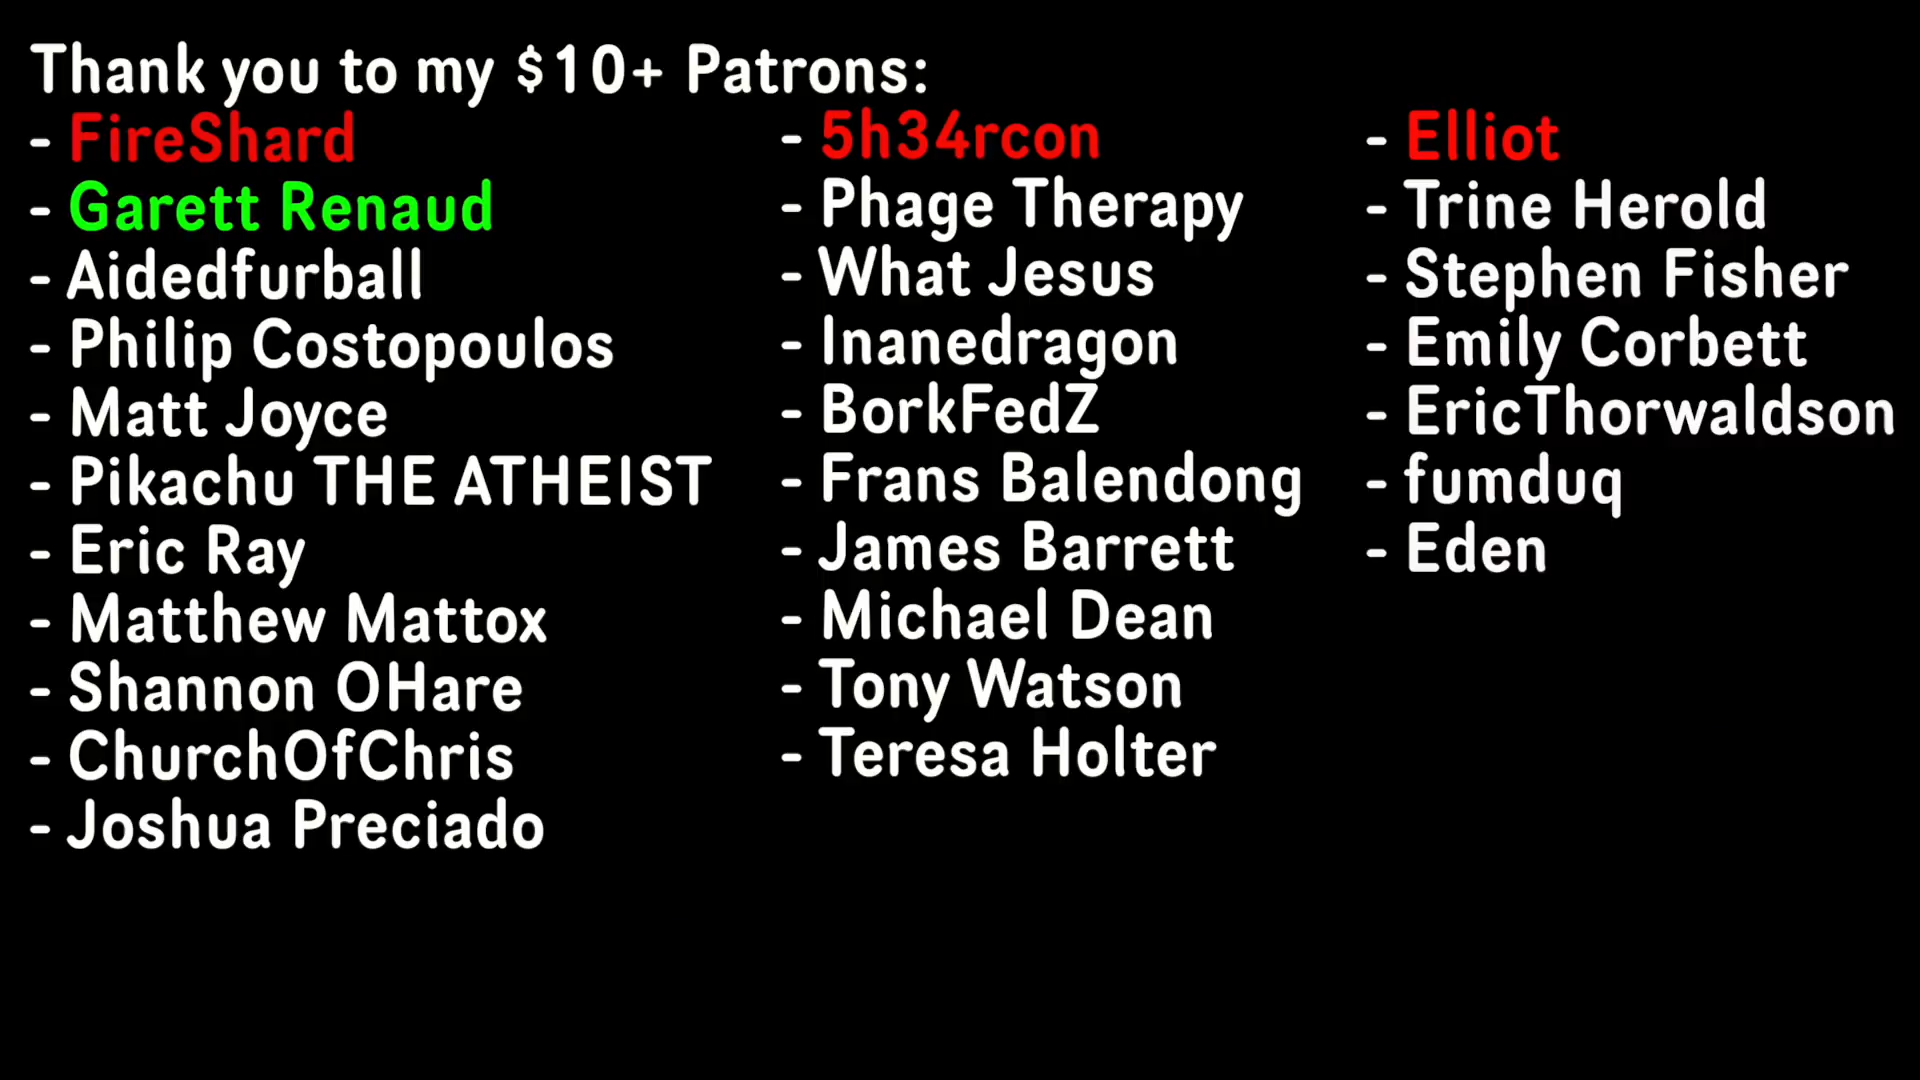 Thank you to my $10+ Patrons:
- FireShard
- Garett Renaud
- Aidedfurball
- Philip Costopoulos
- Matt Joyce
- Pikachu THE ATHEIST
- Eric Ray
- Matthew Mattox
- Shannon OHare
- ChurchOfChris
- Joshua Preciado
- 5h34rcon
- Phage Therapy
- What Jesus
- Inanedragon
- BorkFedZ
- Frans Balendong
- James Barrett
- Michael Dean
- Tony Watson
- Teresa Holter
- Elliot
- Trine Herold
- Stephen Fisher
- Emily Corbett
- EricThorwaldson
- fumduq
- Eden